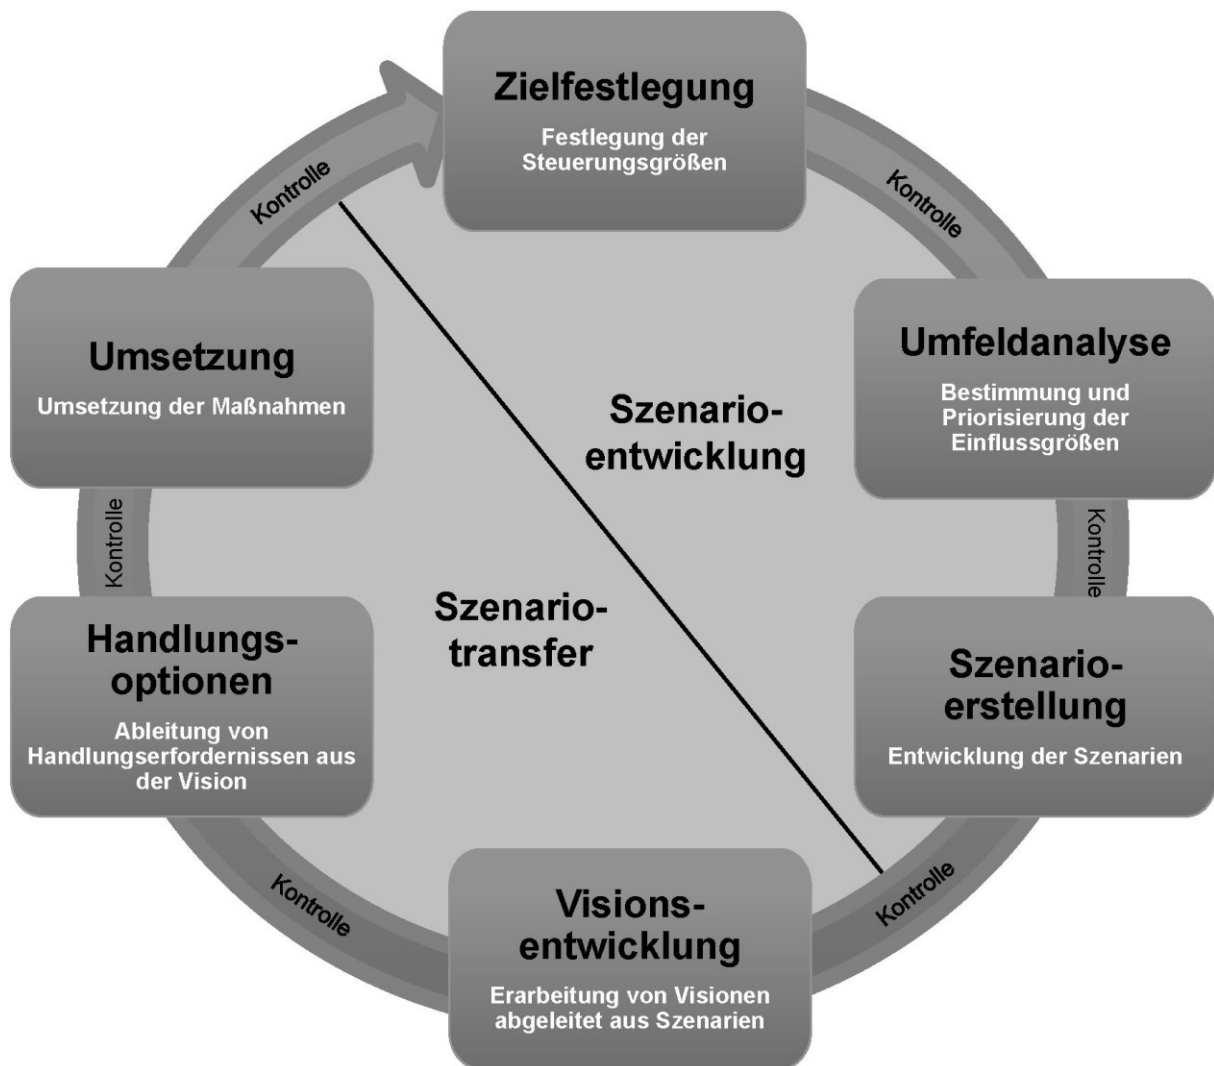 Zielfestlegung
Festlegung der
Steuerungsgrößen
Kontrolle
Umfeldanalyse
Bestimmung und
Priorisierung der
Einflussgrößen
Kontrolle
Szenario-
erstellung
Entwicklung der Szenarien
Kontrolle
Visions-
entwicklung
Erarbeitung von Visionen
abgeleitet aus Szenarien
Kontrolle
Handlungs-
optionen
Ableitung von
Handlungserfordernissen aus
der Vision
Kontrolle
Umsetzung
Umsetzung der Maßnahmen
Kontrolle
Szenario-
entwicklung
Szenario-
transfer